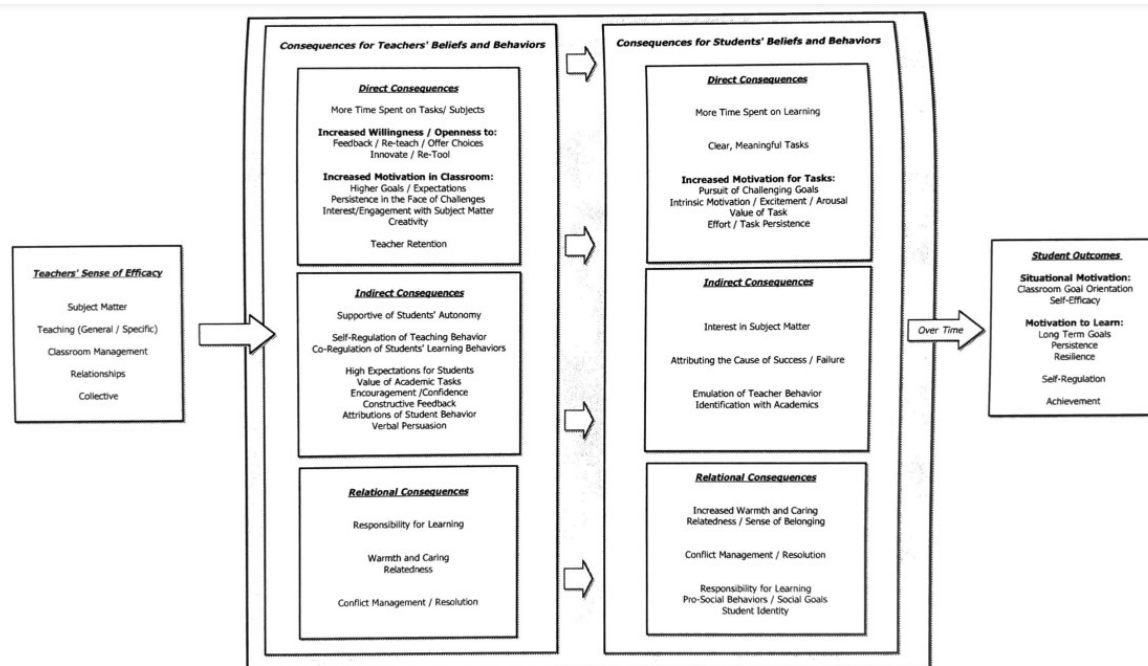 Teachers' Sense of Efficacy
Subject Matter
Teaching (General / Specific)
Classroom Management
Relationships
Collective
Consequences for Teachers' Beliefs and Behaviors
Direct Consequences
More Time Spent on Tasks/ Subjects
Increased Willingness / Openness to:
Feedback / Re-teach / Offer Choices
Innovate / Re-Tool
Increased Motivation in Classroom:
Higher Goals / Expectations
Persistence in the Face of Challenges
Interest/Engagement with Subject Matter
Creativity
Teacher Retention
Indirect Consequences
Supportive of Students' Autonomy
Self-Regulation of Teaching Behavior
Co-Regulation of Students' Learning Behaviors
High Expectations for Students
Value of Academic Tasks
Encouragement /Confidence
Constructive Feedback
Attributions of Student Behavior
Verbal Persuasion
Relational Consequences
Responsibility for Learning
Warmth and Caring
Relatedness
Conflict Management / Resolution
Consequences for Students' Beliefs and Behaviors
Direct Consequences
More Time Spent on Learning
Clear, Meaningful Tasks
Increased Motivation for Tasks:
Pursuit of Challenging Goals
Intrinsic Motivation / Excitement / Arousal
Value of Task
Effort / Task Persistence
Indirect Consequences
Interest in Subject Matter
Attributing the Cause of Success / Failure
Emulation of Teacher Behavior
Identification with Academics
Relational Consequences
Increased Warmth and Caring
Relatedness / Sense of Belonging
Conflict Management / Resolution
Responsibility for Learning
Pro-Social Behaviors / Social Goals
Student Identity
Over Time
Student Outcomes
Situational Motivation:
Classroom Goal Orientation
Self-Efficacy
Motivation to Learn:
Long Term Goals
Persistence
Resilience
Self-Regulation
Achievement